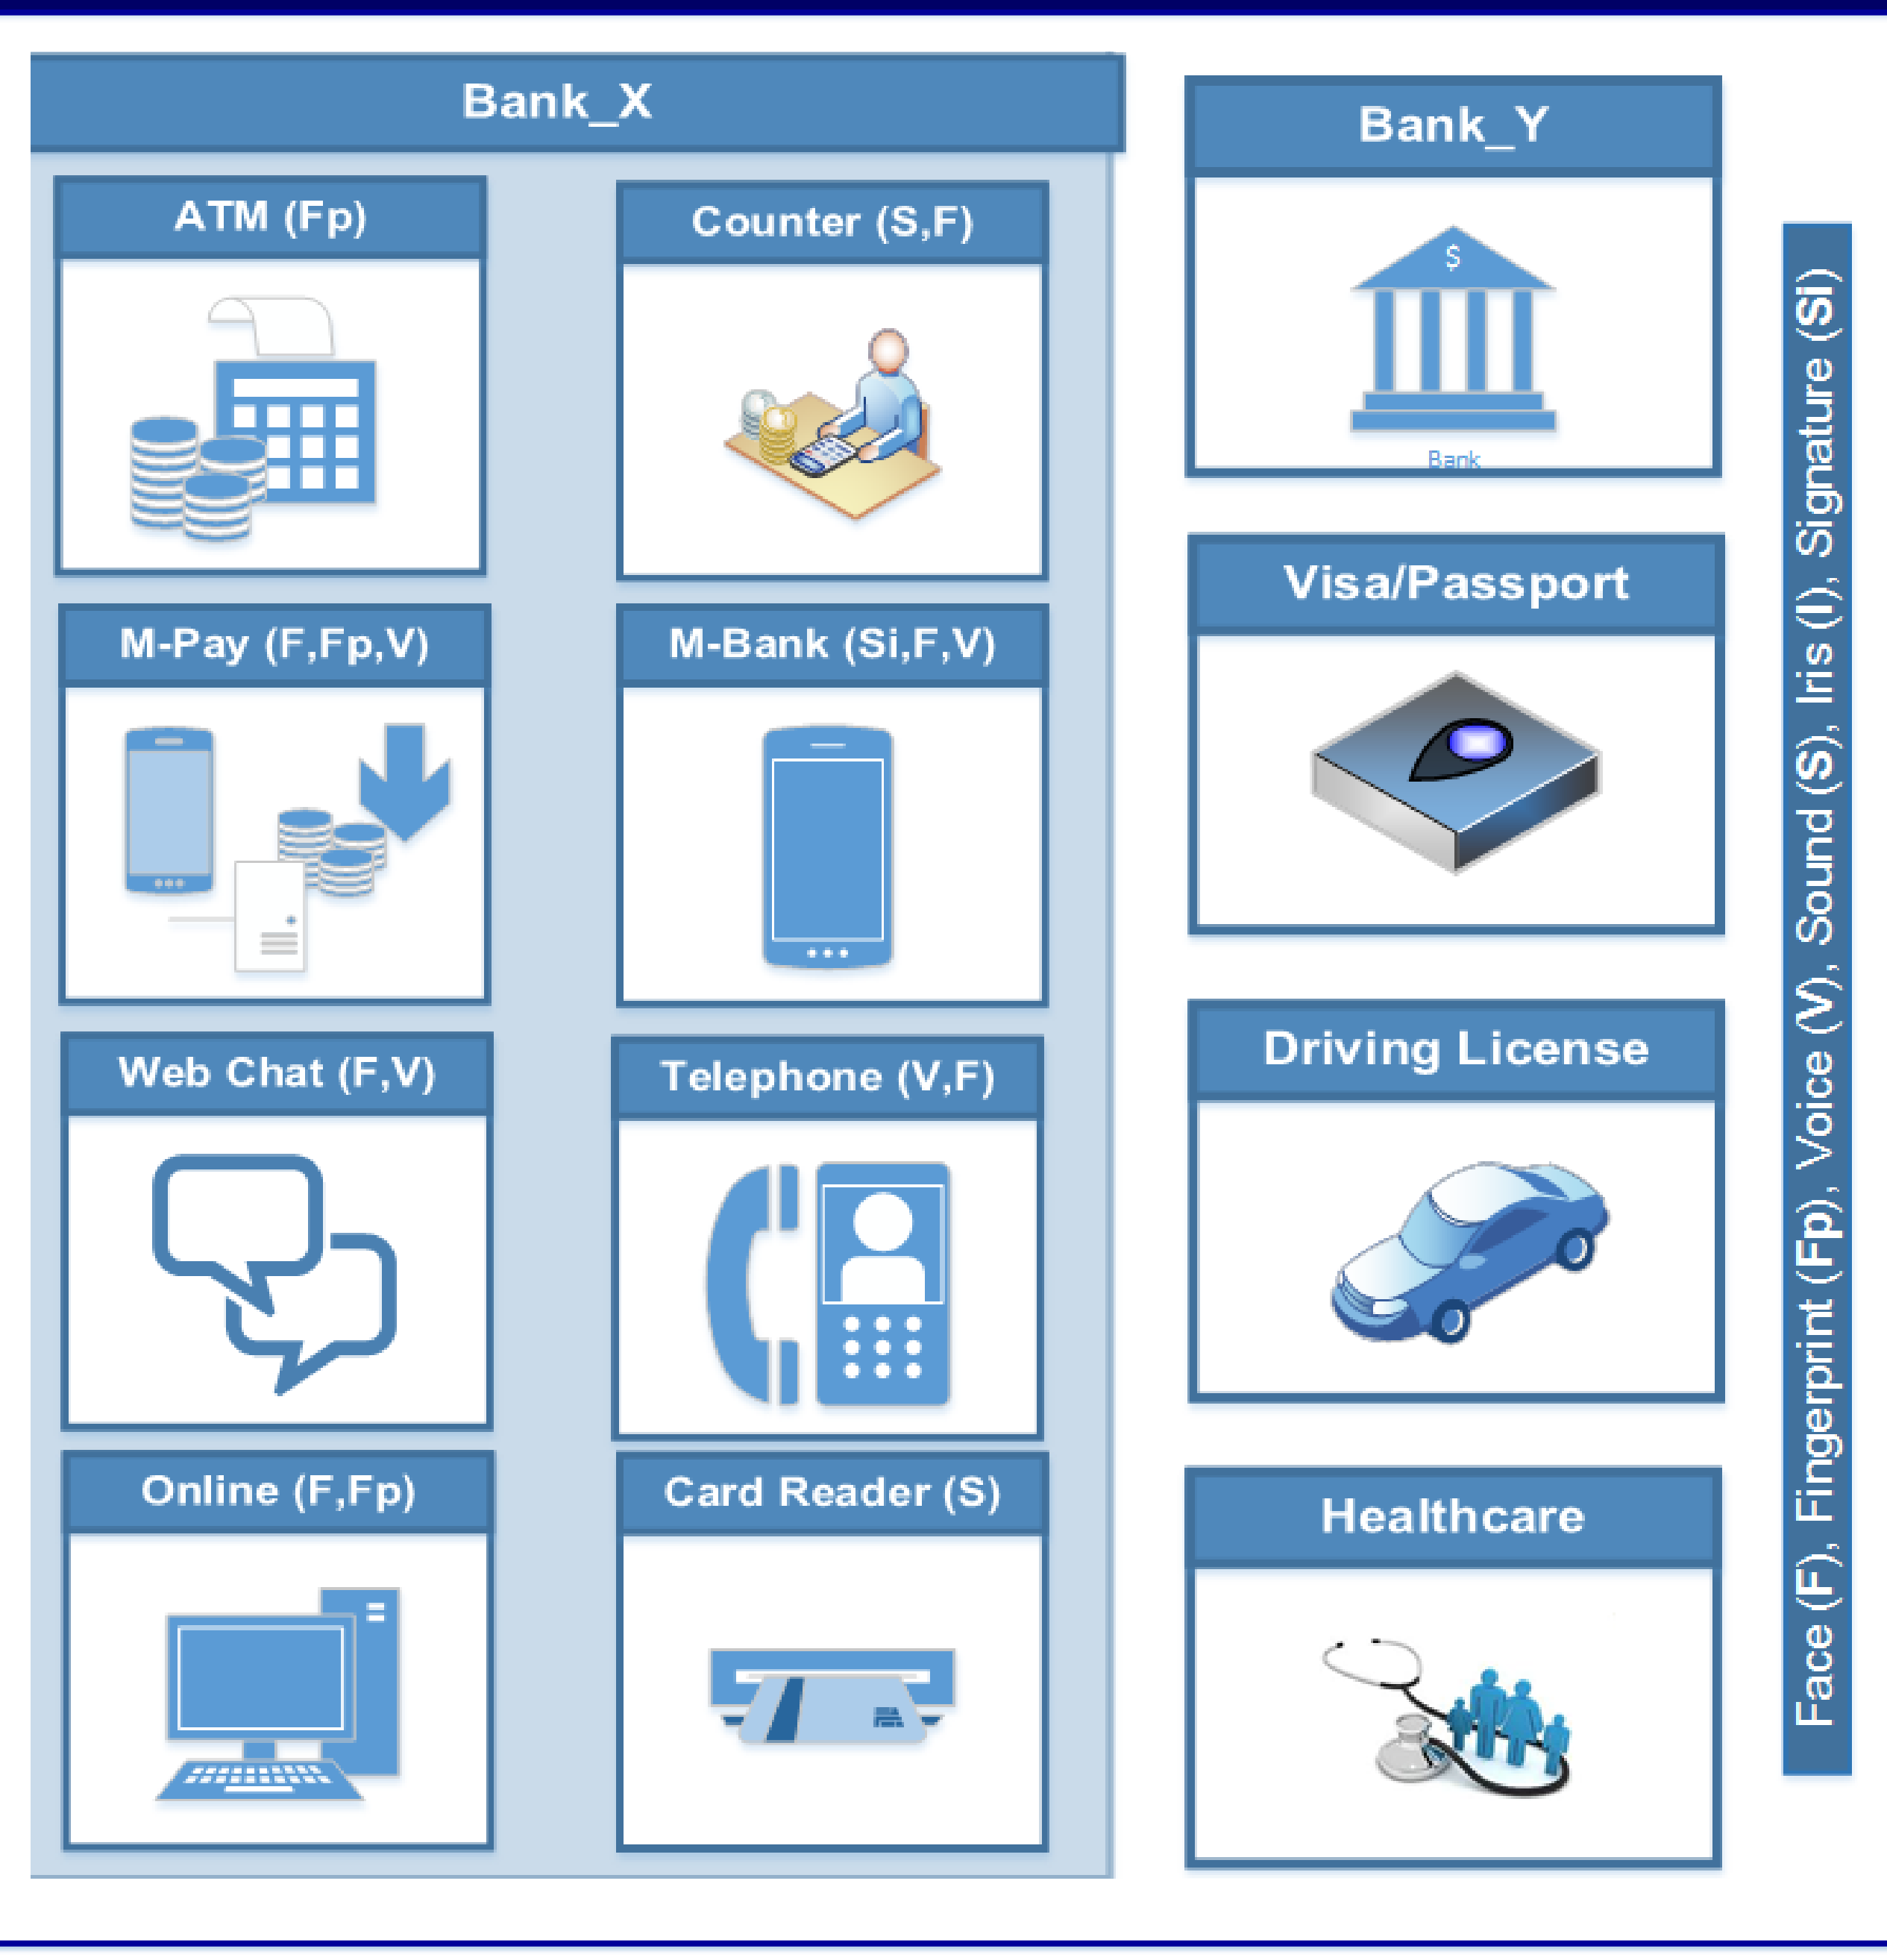 Bank_X
ATM (Fp)
Counter (S,F)
M-Pay (F,Fp,V)
M-Bank (Si,F,V)
Web Chat (F,V)
Telephone (V,F)
Online (F,Fp)
Card Reader (S)
Bank_Y
$
Bank
Visa/Passport
Driving License
Healthcare
Face (F), Fingerprint (Fp), Voice (V), Sound (S), Iris (I), Signature (Si)